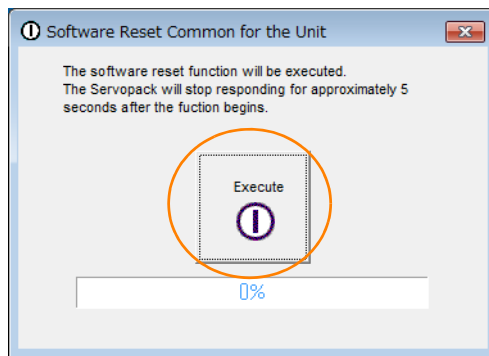 Software Reset Common for the Unit
The software reset function will be executed.
The Servopack will stop responding for approximately 5
seconds after the fuction begins.
Execute
0%